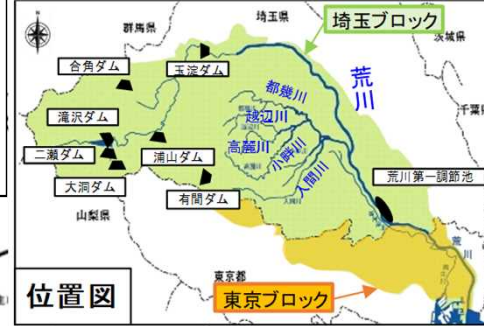 群馬県
埼玉県
埼玉ブロック
茨城県
合角ダム
玉淀ダム
荒川
千葉県
都幾川
越辺川
滝沢ダム
高麗川
小畔川
二瀬ダム
浦山ダム
入間川
荒川第一調節池
大洞ダム
有間ダム
山梨県
荒川
東京都
位置図
東京ブロック